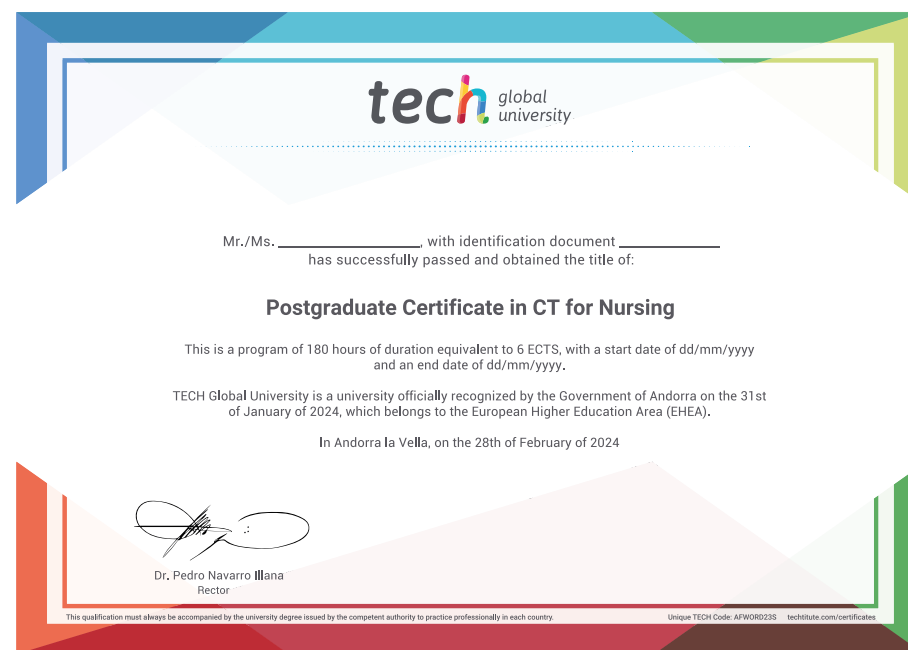 tech global
university
Mr./Ms. ____________, with identification document ____________
has successfully passed and obtained the title of:
Postgraduate Certificate in CT for Nursing
This is a program of 180 hours of duration equivalent to 6 ECTS, with a start date of dd/mm/yyyy
and an end date of dd/mm/yyyy.
TECH Global University is a university officially recognized by the Government of Andorra on the 31st
of January of 2024, which belongs to the European Higher Education Area (EHEA).
In Andorra la Vella, on the 28th of February of 2024
Dr. Pedro Navarro Illana
Rector
This qualification must always be accompanied by the university degree issued by the competent authority to practice professionally in each country.
Unique TECH Code: AFWORD23S techtitute.com/certificates